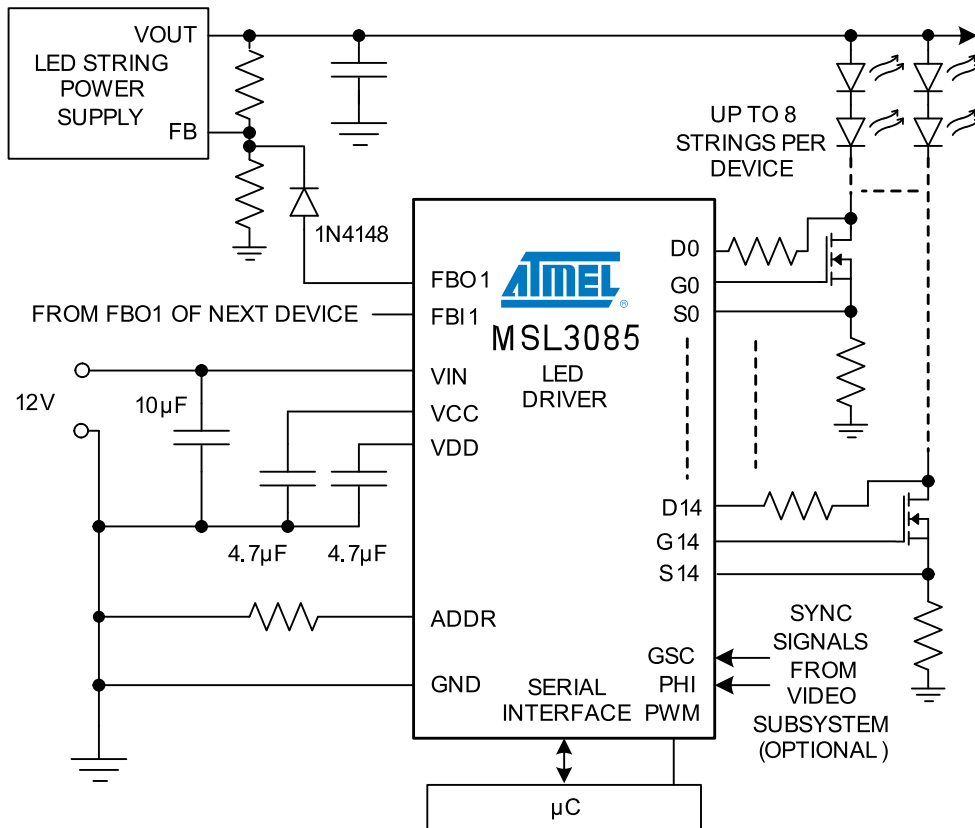 VOUT
LED STRING
POWER
SUPPLY
FB
UP TO 8
STRINGS PER
DEVICE
1N4148
FROM FBO1 OF NEXT DEVICE
12V
10µF
4.7µF
4.7µF
FBO1
FBI1
VIN
VCC
VDD
ADDR
GND
ATMEL
®
MSL3085
LED
DRIVER
D0
G0
S0
D14
G14
S14
GSC
PHI
PWM
SERIAL
INTERFACE
SYNC
SIGNALS
FROM
VIDEO
SUBSYSTEM
(OPTIONAL )
µC